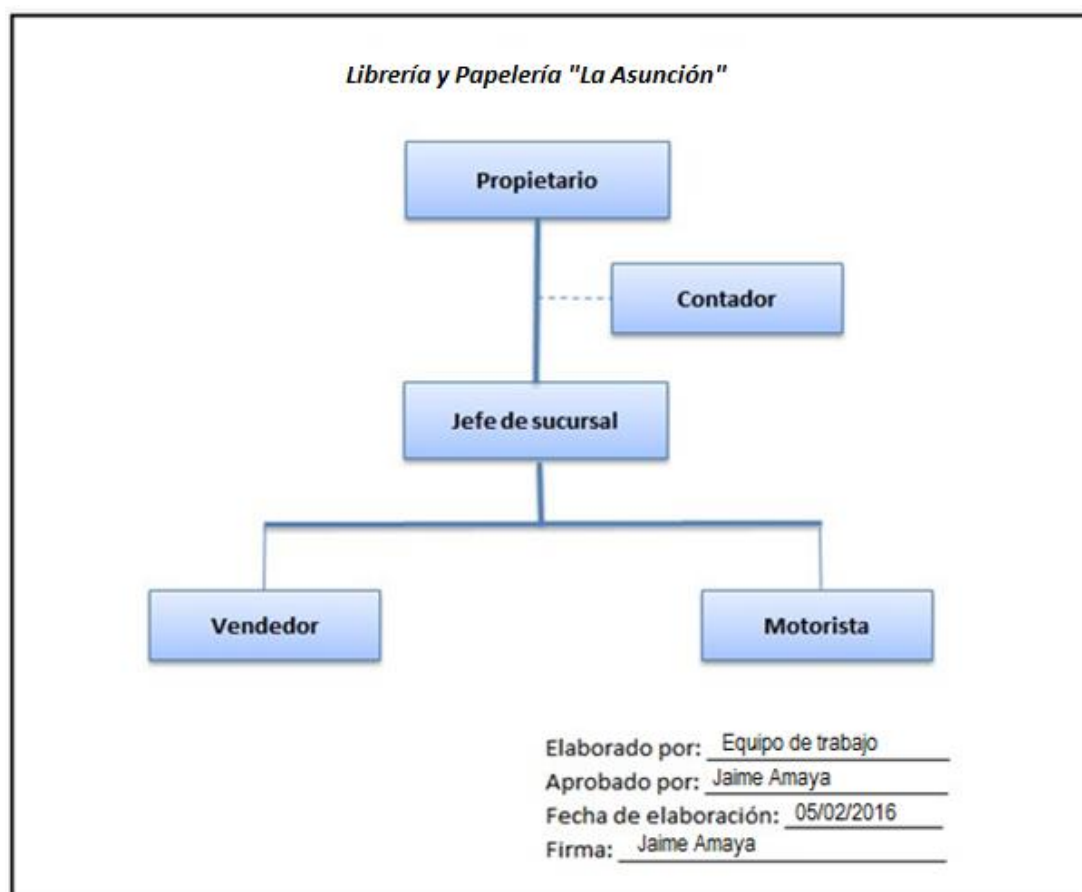 Librería y Papelería "La Asunción"
Propietario
Contador
Jefe de sucursal
Vendedor
Motorista
Elaborado por: Equipo de trabajo
Aprobado por: Jaime Amaya
Fecha de elaboración: 05/02/2016
Firma: Jaime Amaya